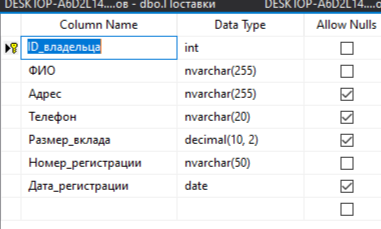 DESKTOP-A6D2L14....ов - dbo.Поставки DESKTOP-A6D2L14....о
Column Name Data Type Allow Nulls
ID_владельца int
ФИО nvarchar(255)
Адрес nvarchar(255)
Телефон nvarchar(20)
Размер_вклада decimal(10, 2)
Номер_регистрации nvarchar(50)
Дата_регистрации date